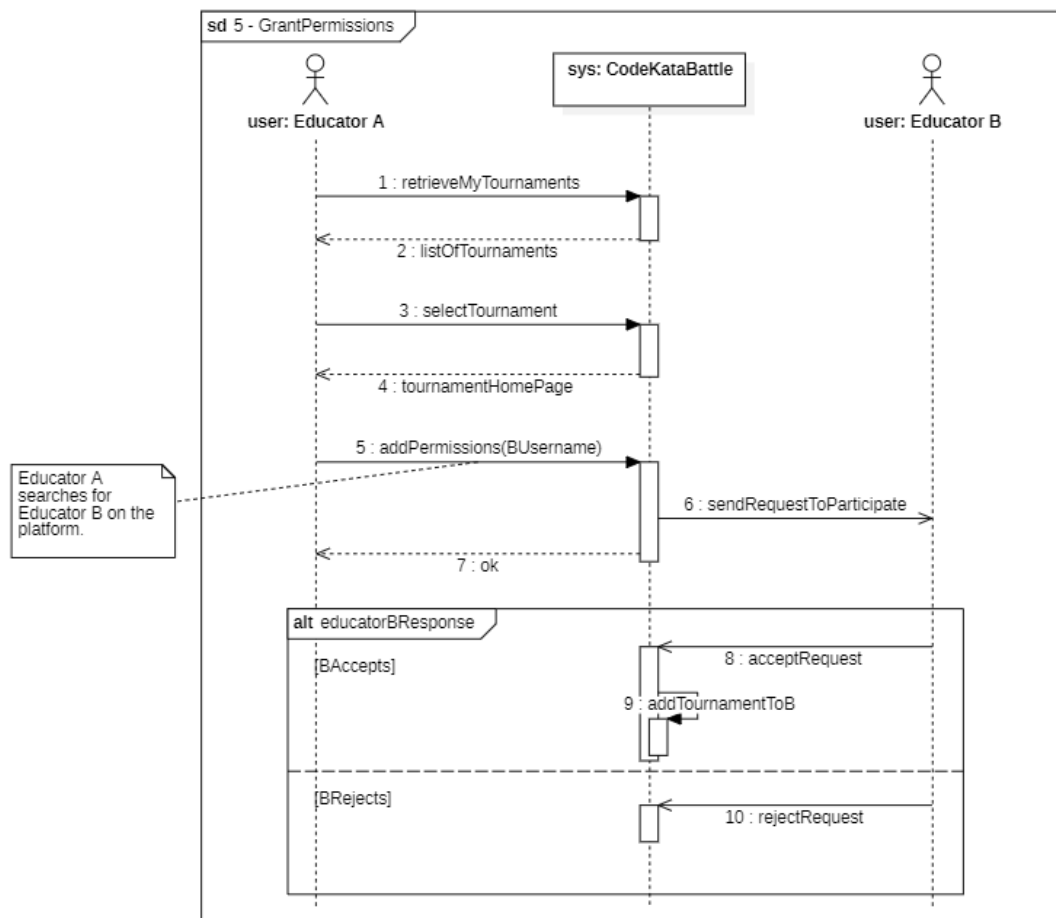 sd 5 - GrantPermissions
sys: CodeKataBattle
user: Educator A
user: Educator B
1 : retrieveMyTournaments
2 : listOfTournaments
3 : selectTournament
4 : tournamentHomePage
5 : addPermissions(BUsername)
Educator A
searches for
Educator B on the
platform.
6 : sendRequestToParticipate
7 : ok
alt educatorBResponse
[BAccepts]
8 : acceptRequest
9 : addTournamentToB
[BRejects]
10 : rejectRequest